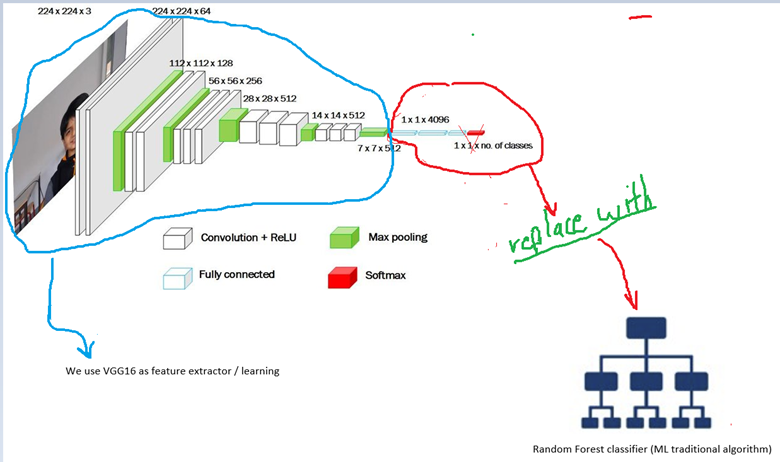 224 x 224 x 3
224 x 224 x 64
112 x 112 x 128
56 x 56 x 256
28 x 28 x 512
14 x 14 x 512
1 x 1 x 4096
7 x 7 x 512
1 x 1 x no. of classes
replace with
Convolution + ReLU
Max pooling
Fully connected
Softmax
We use VGG16 as feature extractor / learning
Random Forest classifier (ML traditional algorithm)